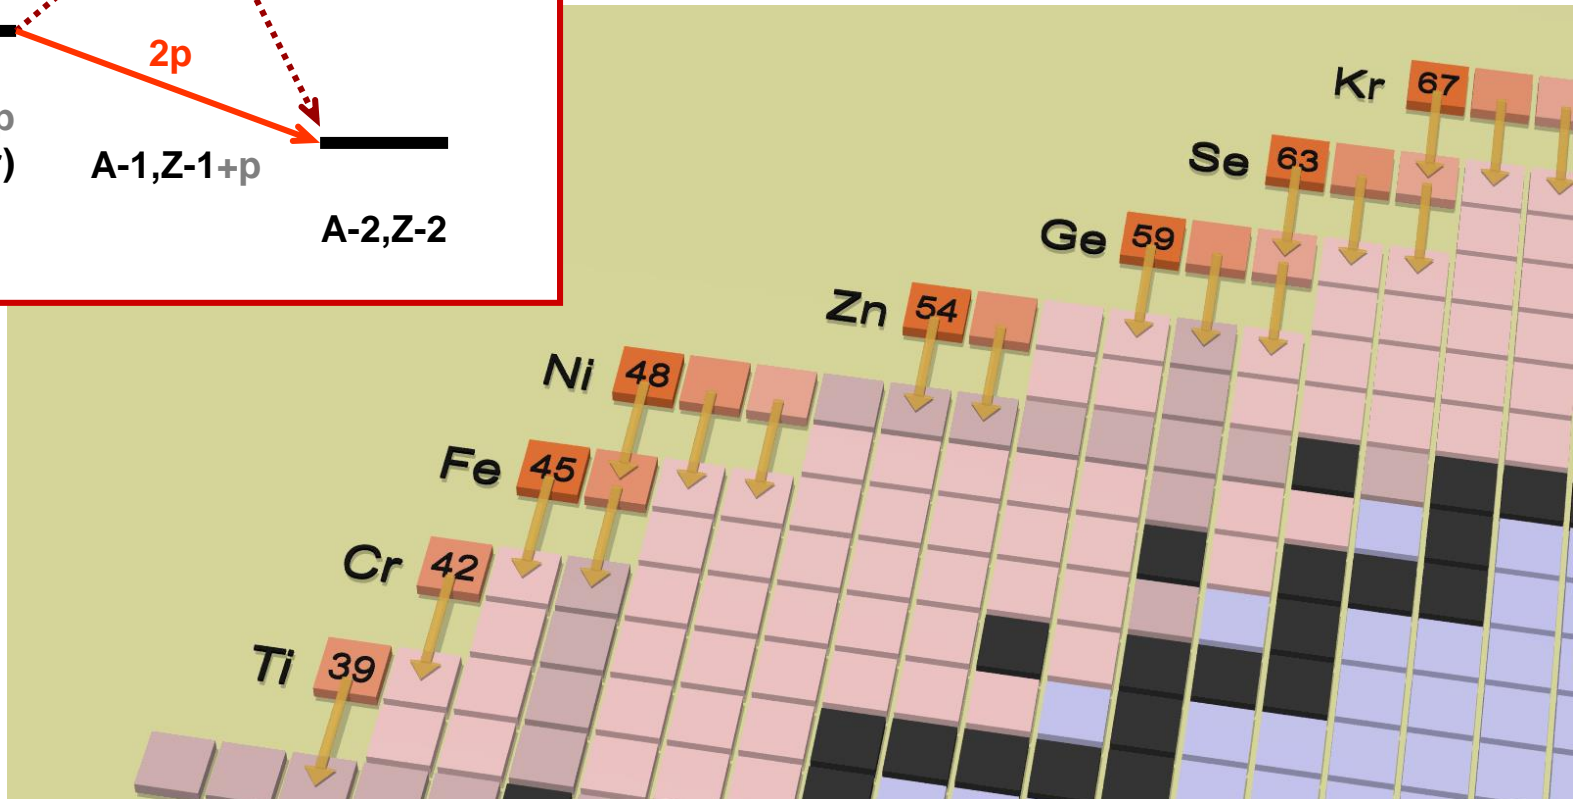 2p
p
)
A-1,Z-1+p
A-2,Z-2
Kr 67
Se 63
Ge 59
Zn 54
Ni 48
Fe 45
Cr 42
Ti 39